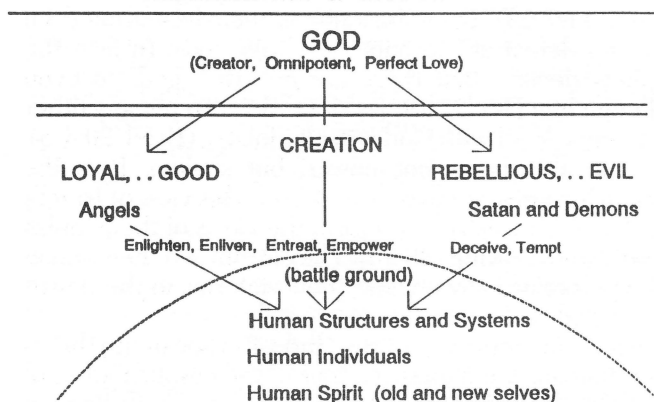 GOD
(Creator, Omnipotent, Perfect Love)
CREATION
LOYAL, . . GOOD
REBELLIOUS, . . EVIL
Angels
Satan and Demons
Enlighten, Enliven, Entreat, Empower
Deceive, Tempt
(battle ground)
Human Structures and Systems
Human Individuals
Human Spirit (old and new selves)